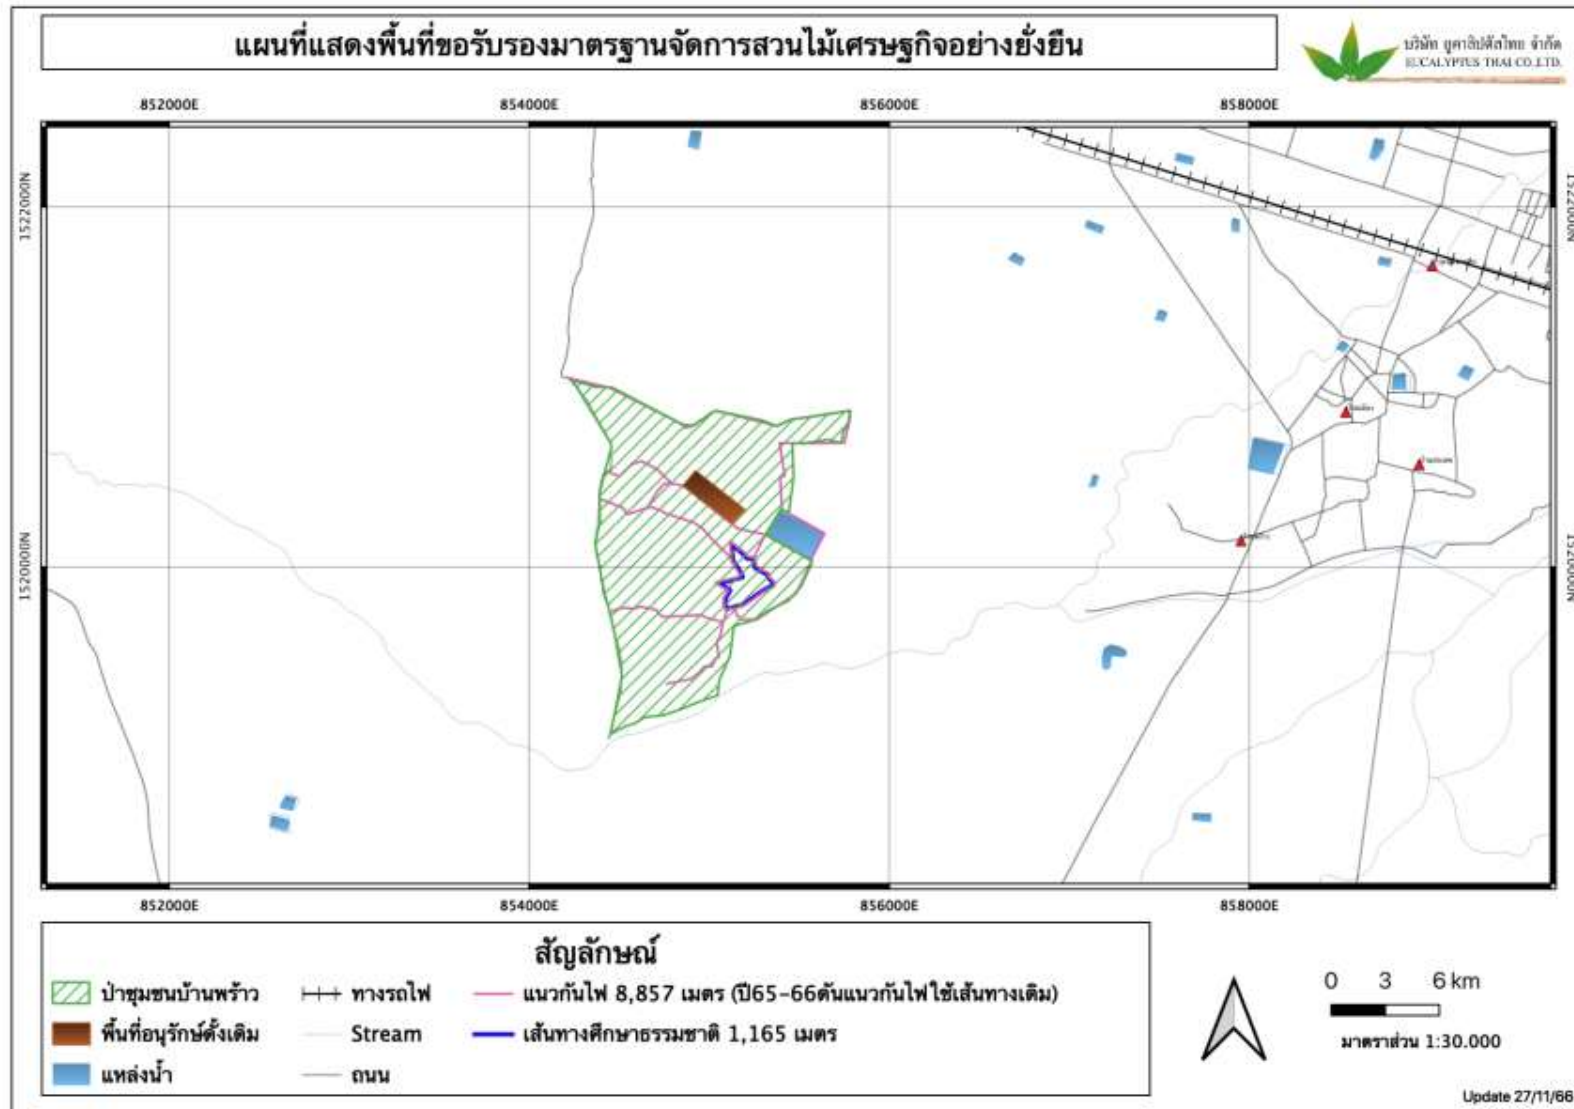 แผนที่แสดงพื้นที่ขอรับรองมาตรฐานจัดการสวนไม้เศรษฐกิจอย่างยั่งยืน
บริษัท ยูคาลิปตัสไทย จำกัด
EUCALYPTUS THAI CO.,LTD.
852000E 854000E 856000E 858000E
1522000N 1522000N
1520000N 1520000N
852000E 854000E 856000E 858000E
สัญลักษณ์
ป่าชุมชนบ้านพร้าว ทางรถไฟ แนวกันไฟ 8,857 เมตร (ปี65-66ดันแนวกันไฟใช้เส้นทางเดิม)
พื้นที่อนุรักษ์ดั้งเดิม Stream เส้นทางศึกษาธรรมชาติ 1,165 เมตร
แหล่งน้ำ ถนน
0 3 6 km
มาตราส่วน 1:30.000
Update 27/11/66